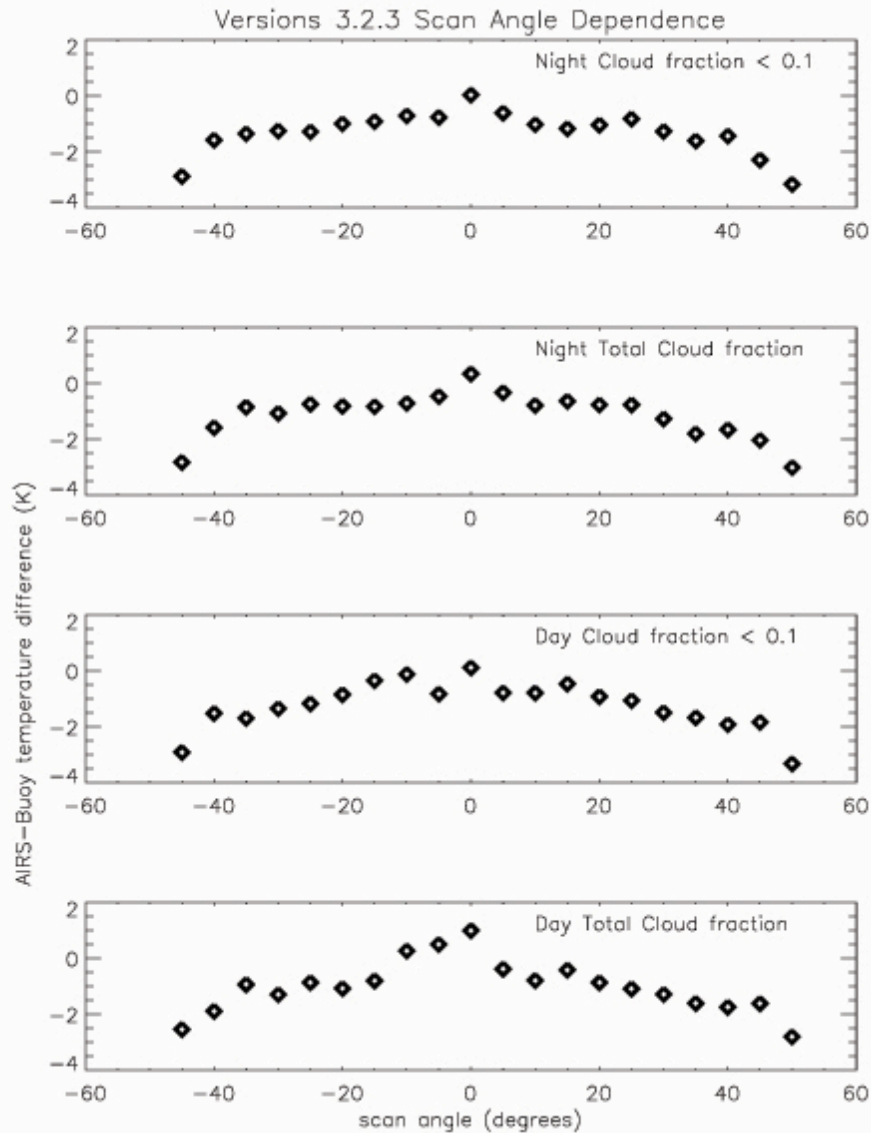 Versions 3.2.3 Scan Angle Dependence
Night Cloud fraction < 0.1
2
0
−2
−4
−60 −40 −20 0 20 40 60
Night Total Cloud fraction
2
0
−2
−4
−60 −40 −20 0 20 40 60
AIRS−Buoy temperature difference (K)
Day Cloud fraction < 0.1
2
0
−2
−4
−60 −40 −20 0 20 40 60
Day Total Cloud fraction
2
0
−2
−4
−60 −40 −20 0 20 40 60
scan angle (degrees)